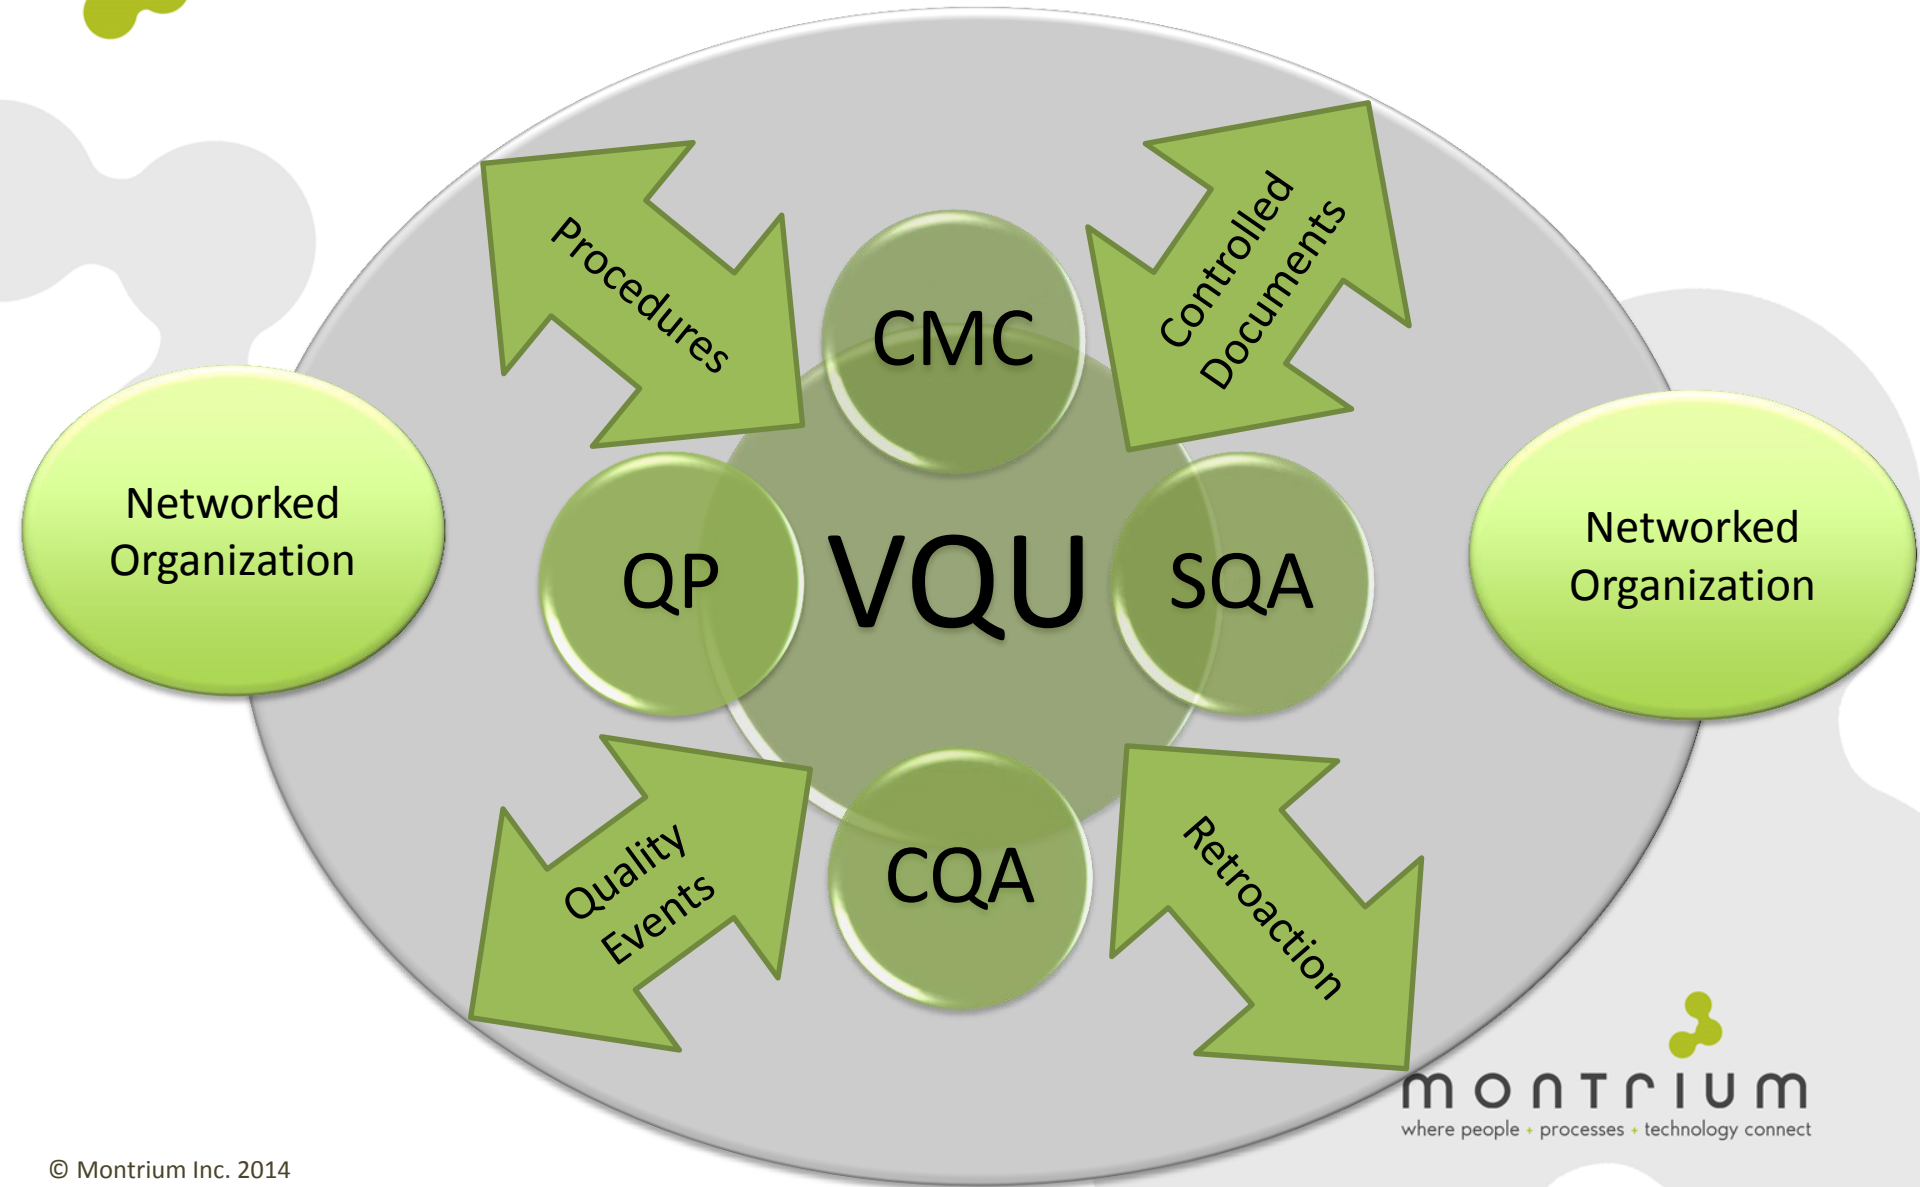 Procedures
Controlled
Documents
CMC
Networked
Organization
QP
VQU
SQA
Networked
Organization
Quality
Events
CQA
Retroaction
montrium
where people + processes + technology connect
© Montrium Inc. 2014